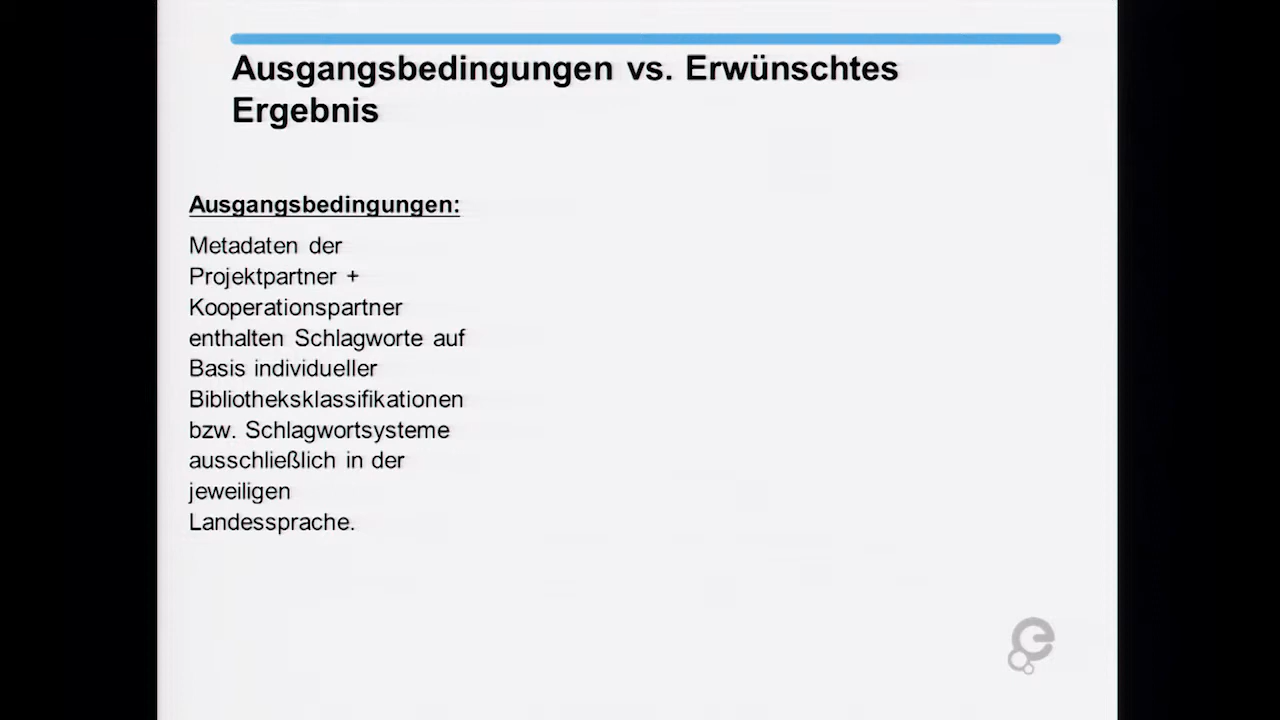 Ausgangsbedingungen vs. Erwünschtes
Ergebnis
Ausgangsbedingungen:
Metadaten der
Projektpartner +
Kooperationspartner
enthalten Schlagworte auf
Basis individueller
Bibliotheksklassifikationen
bzw. Schlagwortsysteme
ausschließlich in der
jeweiligen
Landessprache.